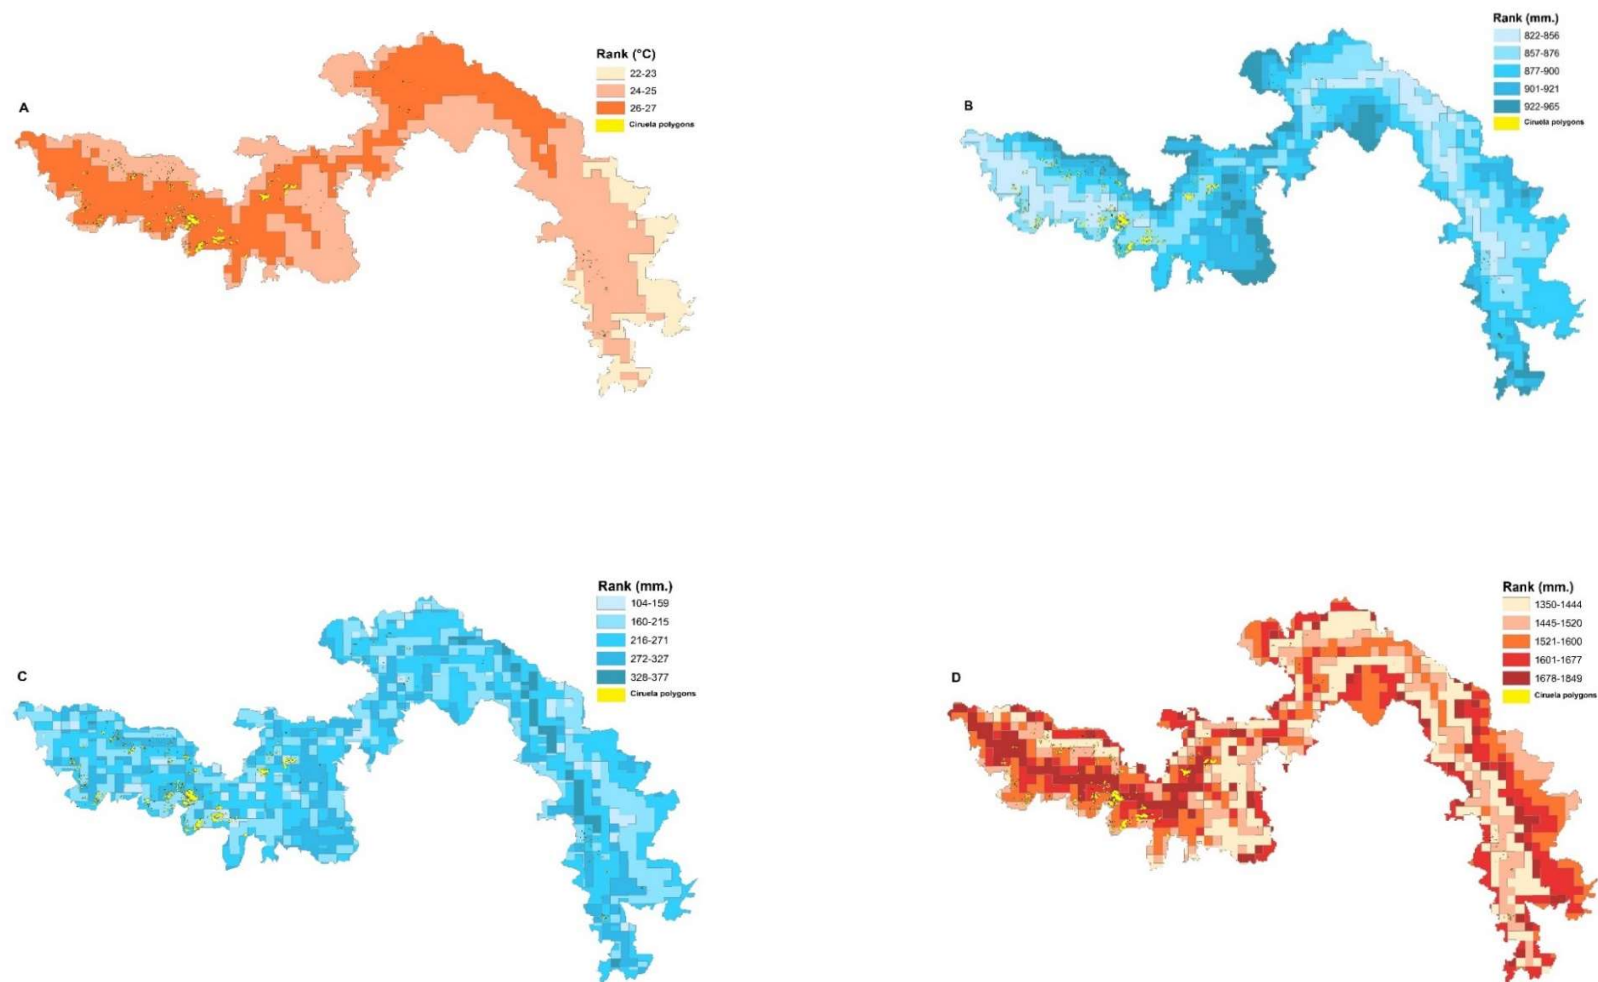 A
Rank (°C)
22-23
24-25
26-27
Ciruela polygons
B
Rank (mm.)
822-856
857-876
877-900
901-921
922-965
Ciruela polygons
C
Rank (mm.)
104-159
160-215
216-271
272-327
328-377
Ciruela polygons
D
Rank (mm.)
1350-1444
1445-1520
1521-1600
1601-1677
1678-1849
Ciruela polygons